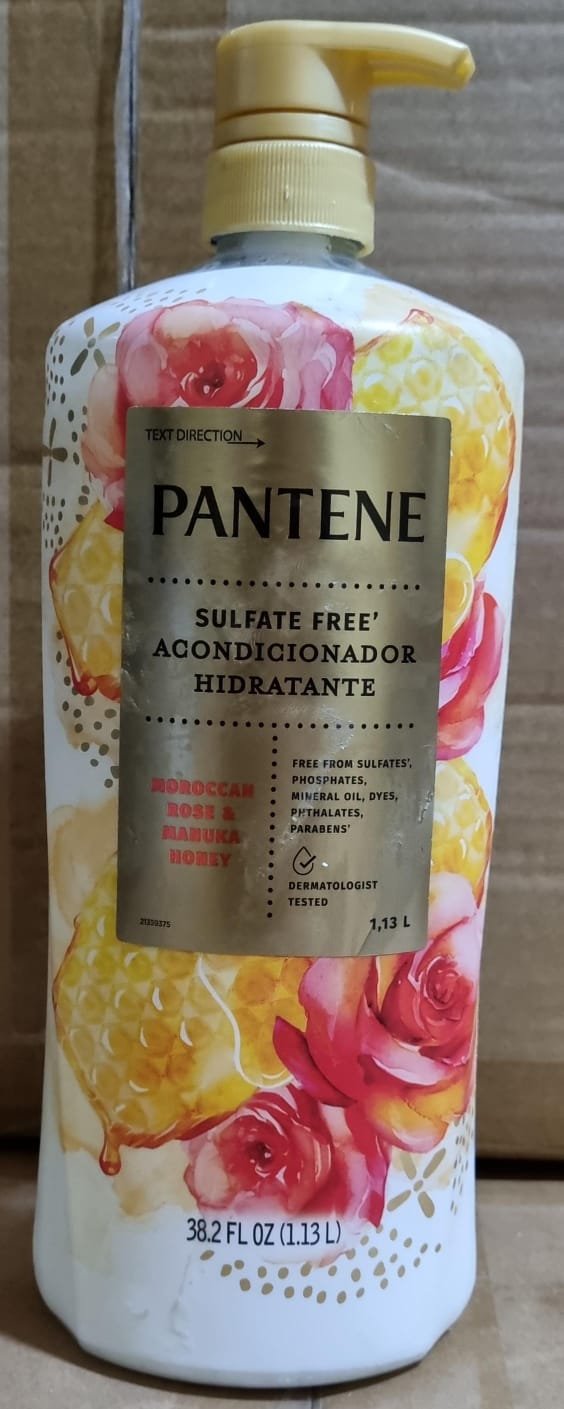 TEXT DIRECTION
PANTENE
SULFATE FREE'
ACONDICIONADOR
HIDRATANTE
MOROCCAN
ROSE &
MANUKA
HONEY
FREE FROM SULFATES',
PHOSPHATES,
MINERAL OIL, DYES,
PHTHALATES,
PARABENS'
DERMATOLOGIST
TESTED
21359375
1,13 L
38.2 FL OZ (1.13 L)